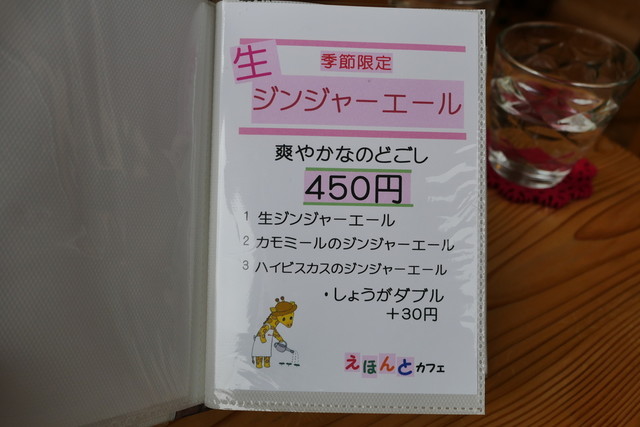 季節限定
生
ジンジャーエール
爽やかなのどごし
450円
1 生ジンジャーエール
2 カモミールのジンジャーエール
3 ハイビスカスのジンジャーエール
・しょうがダブル
＋30円
えほんとカフェ